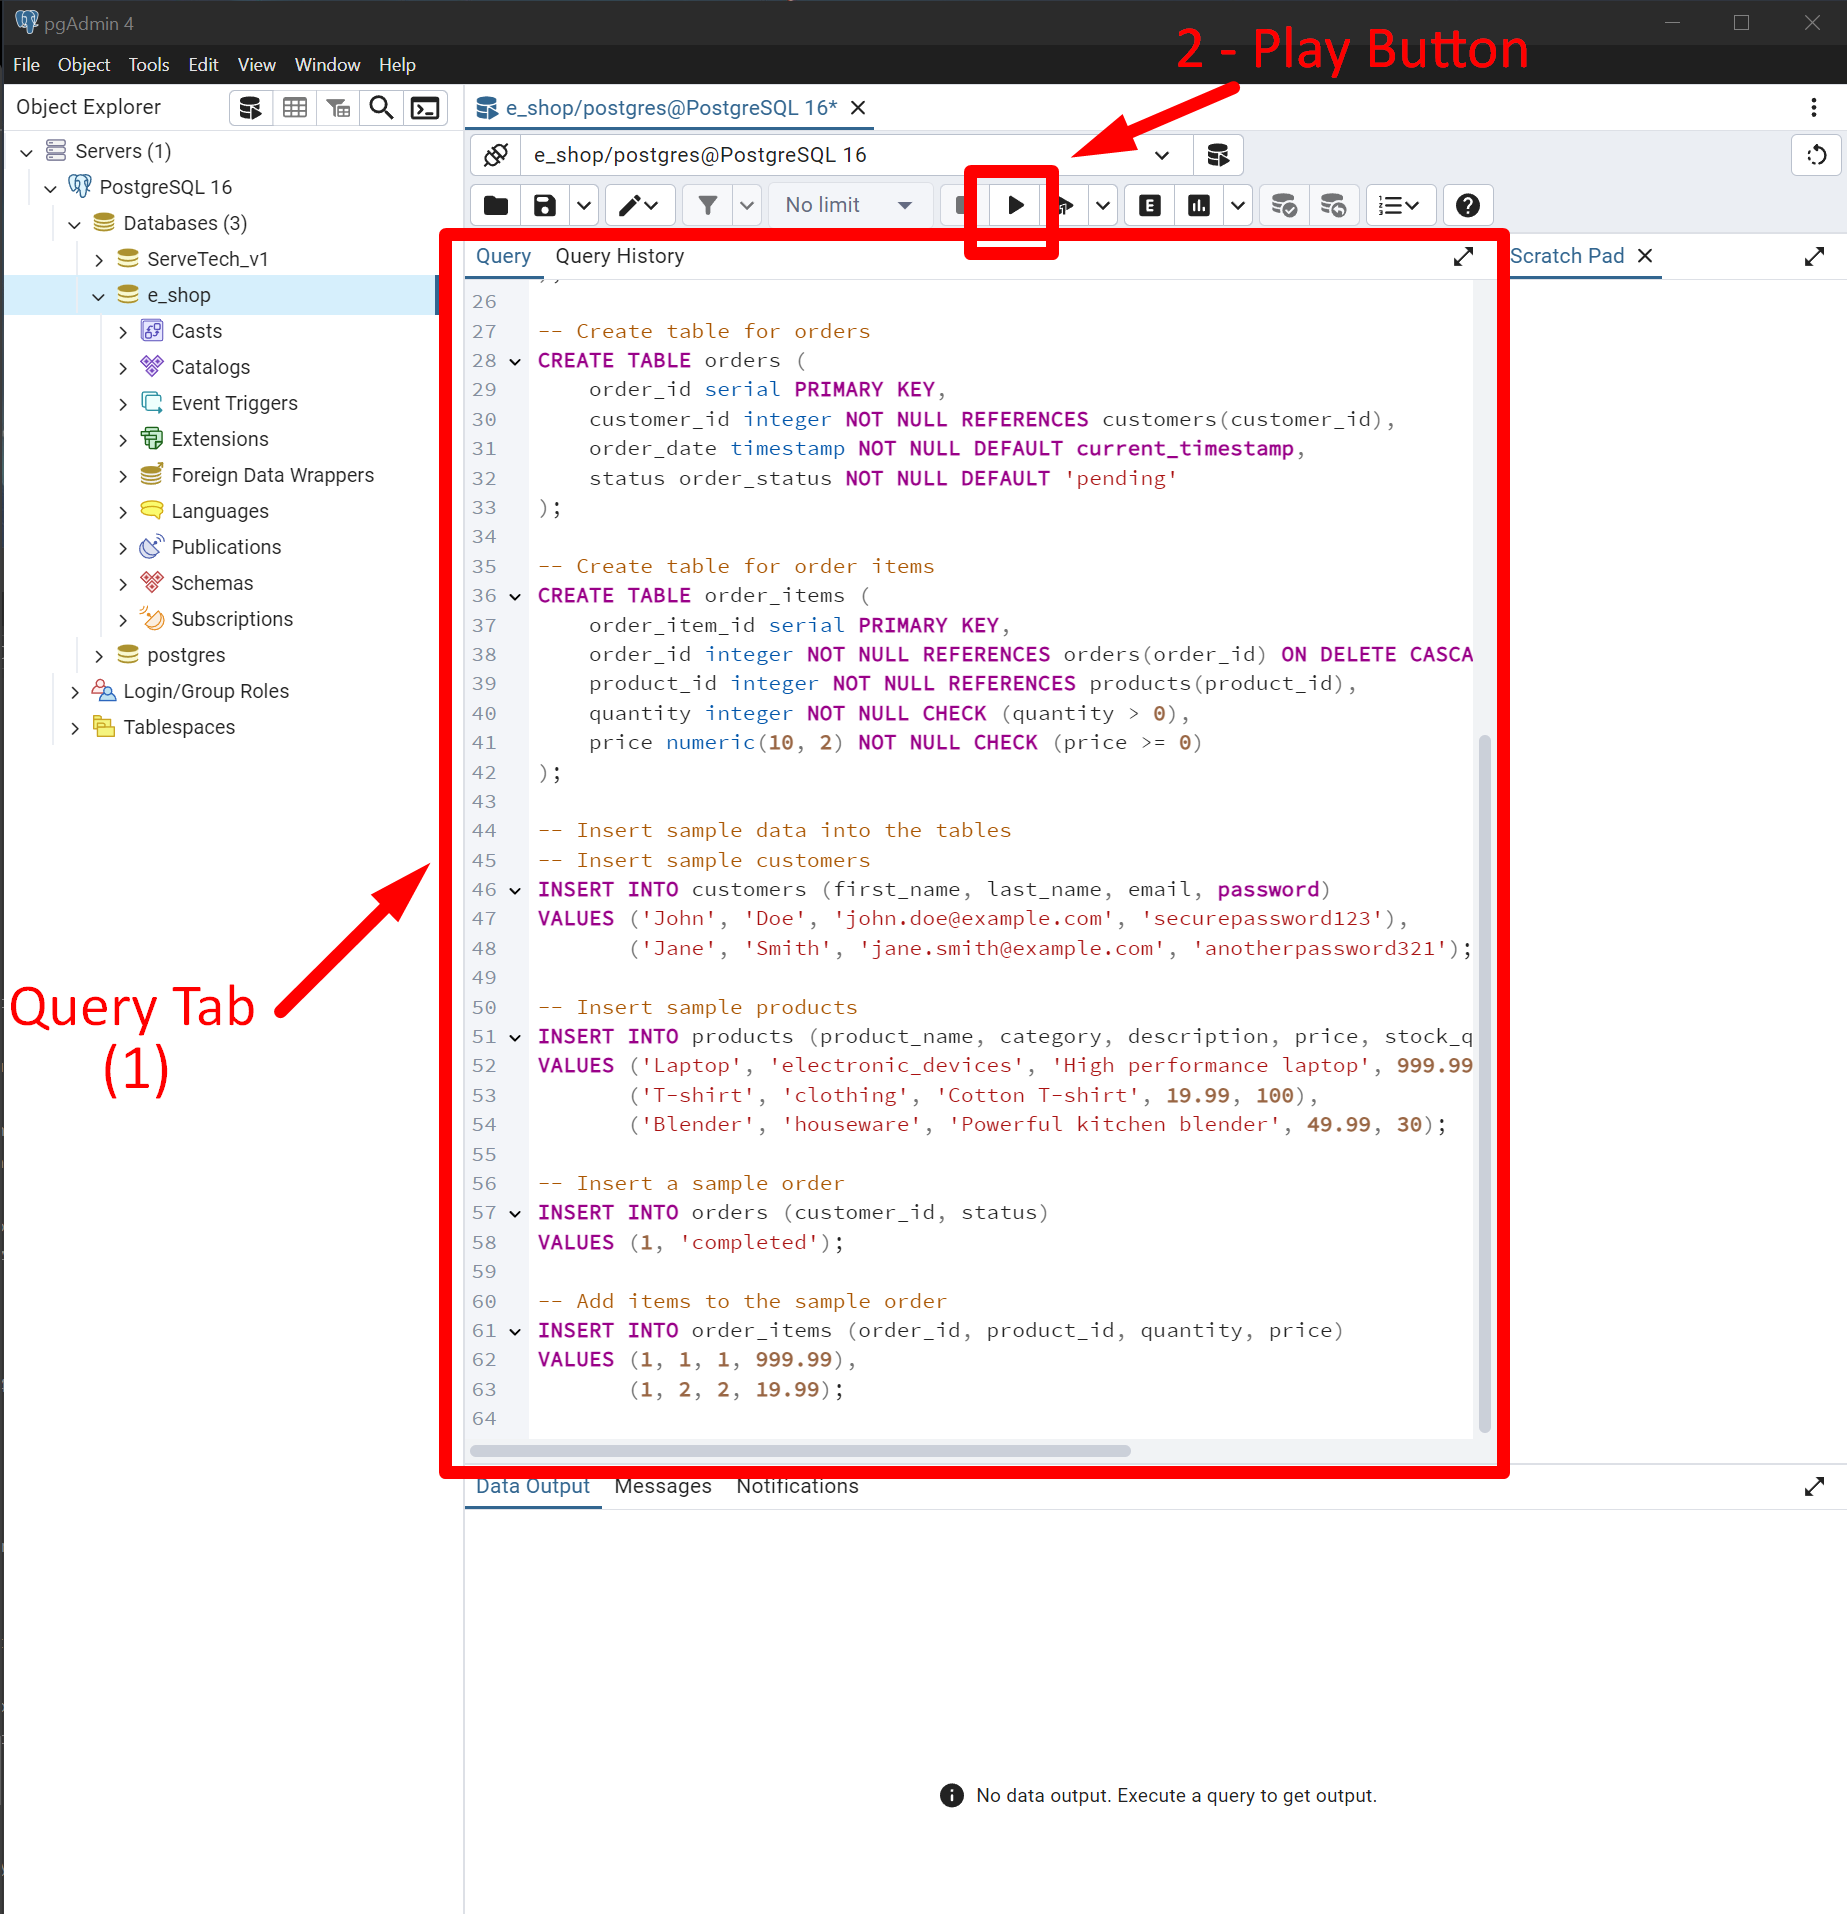 pgAdmin 4
File Object Tools Edit View Window Help
2 - Play Button
Object Explorer
e_shop/postgres@PostgreSQL 16*
e_shop/postgres@PostgreSQL 16
No limit
E
Servers (1)
PostgreSQL 16
Databases (3)
ServeTech_v1
e_shop
Casts
Catalogs
Event Triggers
Extensions
Foreign Data Wrappers
Languages
Publications
Schemas
Subscriptions
postgres
Login/Group Roles
Tablespaces
Query Tab
(1)
Query Query History
Scratch Pad
26
27 -- Create table for orders
28 CREATE TABLE orders (
29 order_id serial PRIMARY KEY,
30 customer_id integer NOT NULL REFERENCES customers(customer_id),
31 order_date timestamp NOT NULL DEFAULT current_timestamp,
32 status order_status NOT NULL DEFAULT 'pending'
33 );
34
35 -- Create table for order items
36 CREATE TABLE order_items (
37 order_item_id serial PRIMARY KEY,
38 order_id integer NOT NULL REFERENCES orders(order_id) ON DELETE CASCA
39 product_id integer NOT NULL REFERENCES products(product_id),
40 quantity integer NOT NULL CHECK (quantity > 0),
41 price numeric(10, 2) NOT NULL CHECK (price >= 0)
42 );
43
44 -- Insert sample data into the tables
45 -- Insert sample customers
46 INSERT INTO customers (first_name, last_name, email, password)
47 VALUES ('John', 'Doe', 'john.doe@example.com', 'securepassword123'),
48 ('Jane', 'Smith', 'jane.smith@example.com', 'anotherpassword321');
49
50 -- Insert sample products
51 INSERT INTO products (product_name, category, description, price, stock_q
52 VALUES ('Laptop', 'electronic_devices', 'High performance laptop', 999.99
53 ('T-shirt', 'clothing', 'Cotton T-shirt', 19.99, 100),
54 ('Blender', 'houseware', 'Powerful kitchen blender', 49.99, 30);
55
56 -- Insert a sample order
57 INSERT INTO orders (customer_id, status)
58 VALUES (1, 'completed');
59
60 -- Add items to the sample order
61 INSERT INTO order_items (order_id, product_id, quantity, price)
62 VALUES (1, 1, 1, 999.99),
63 (1, 2, 2, 19.99);
64
Data Output Messages Notifications
No data output. Execute a query to get output.